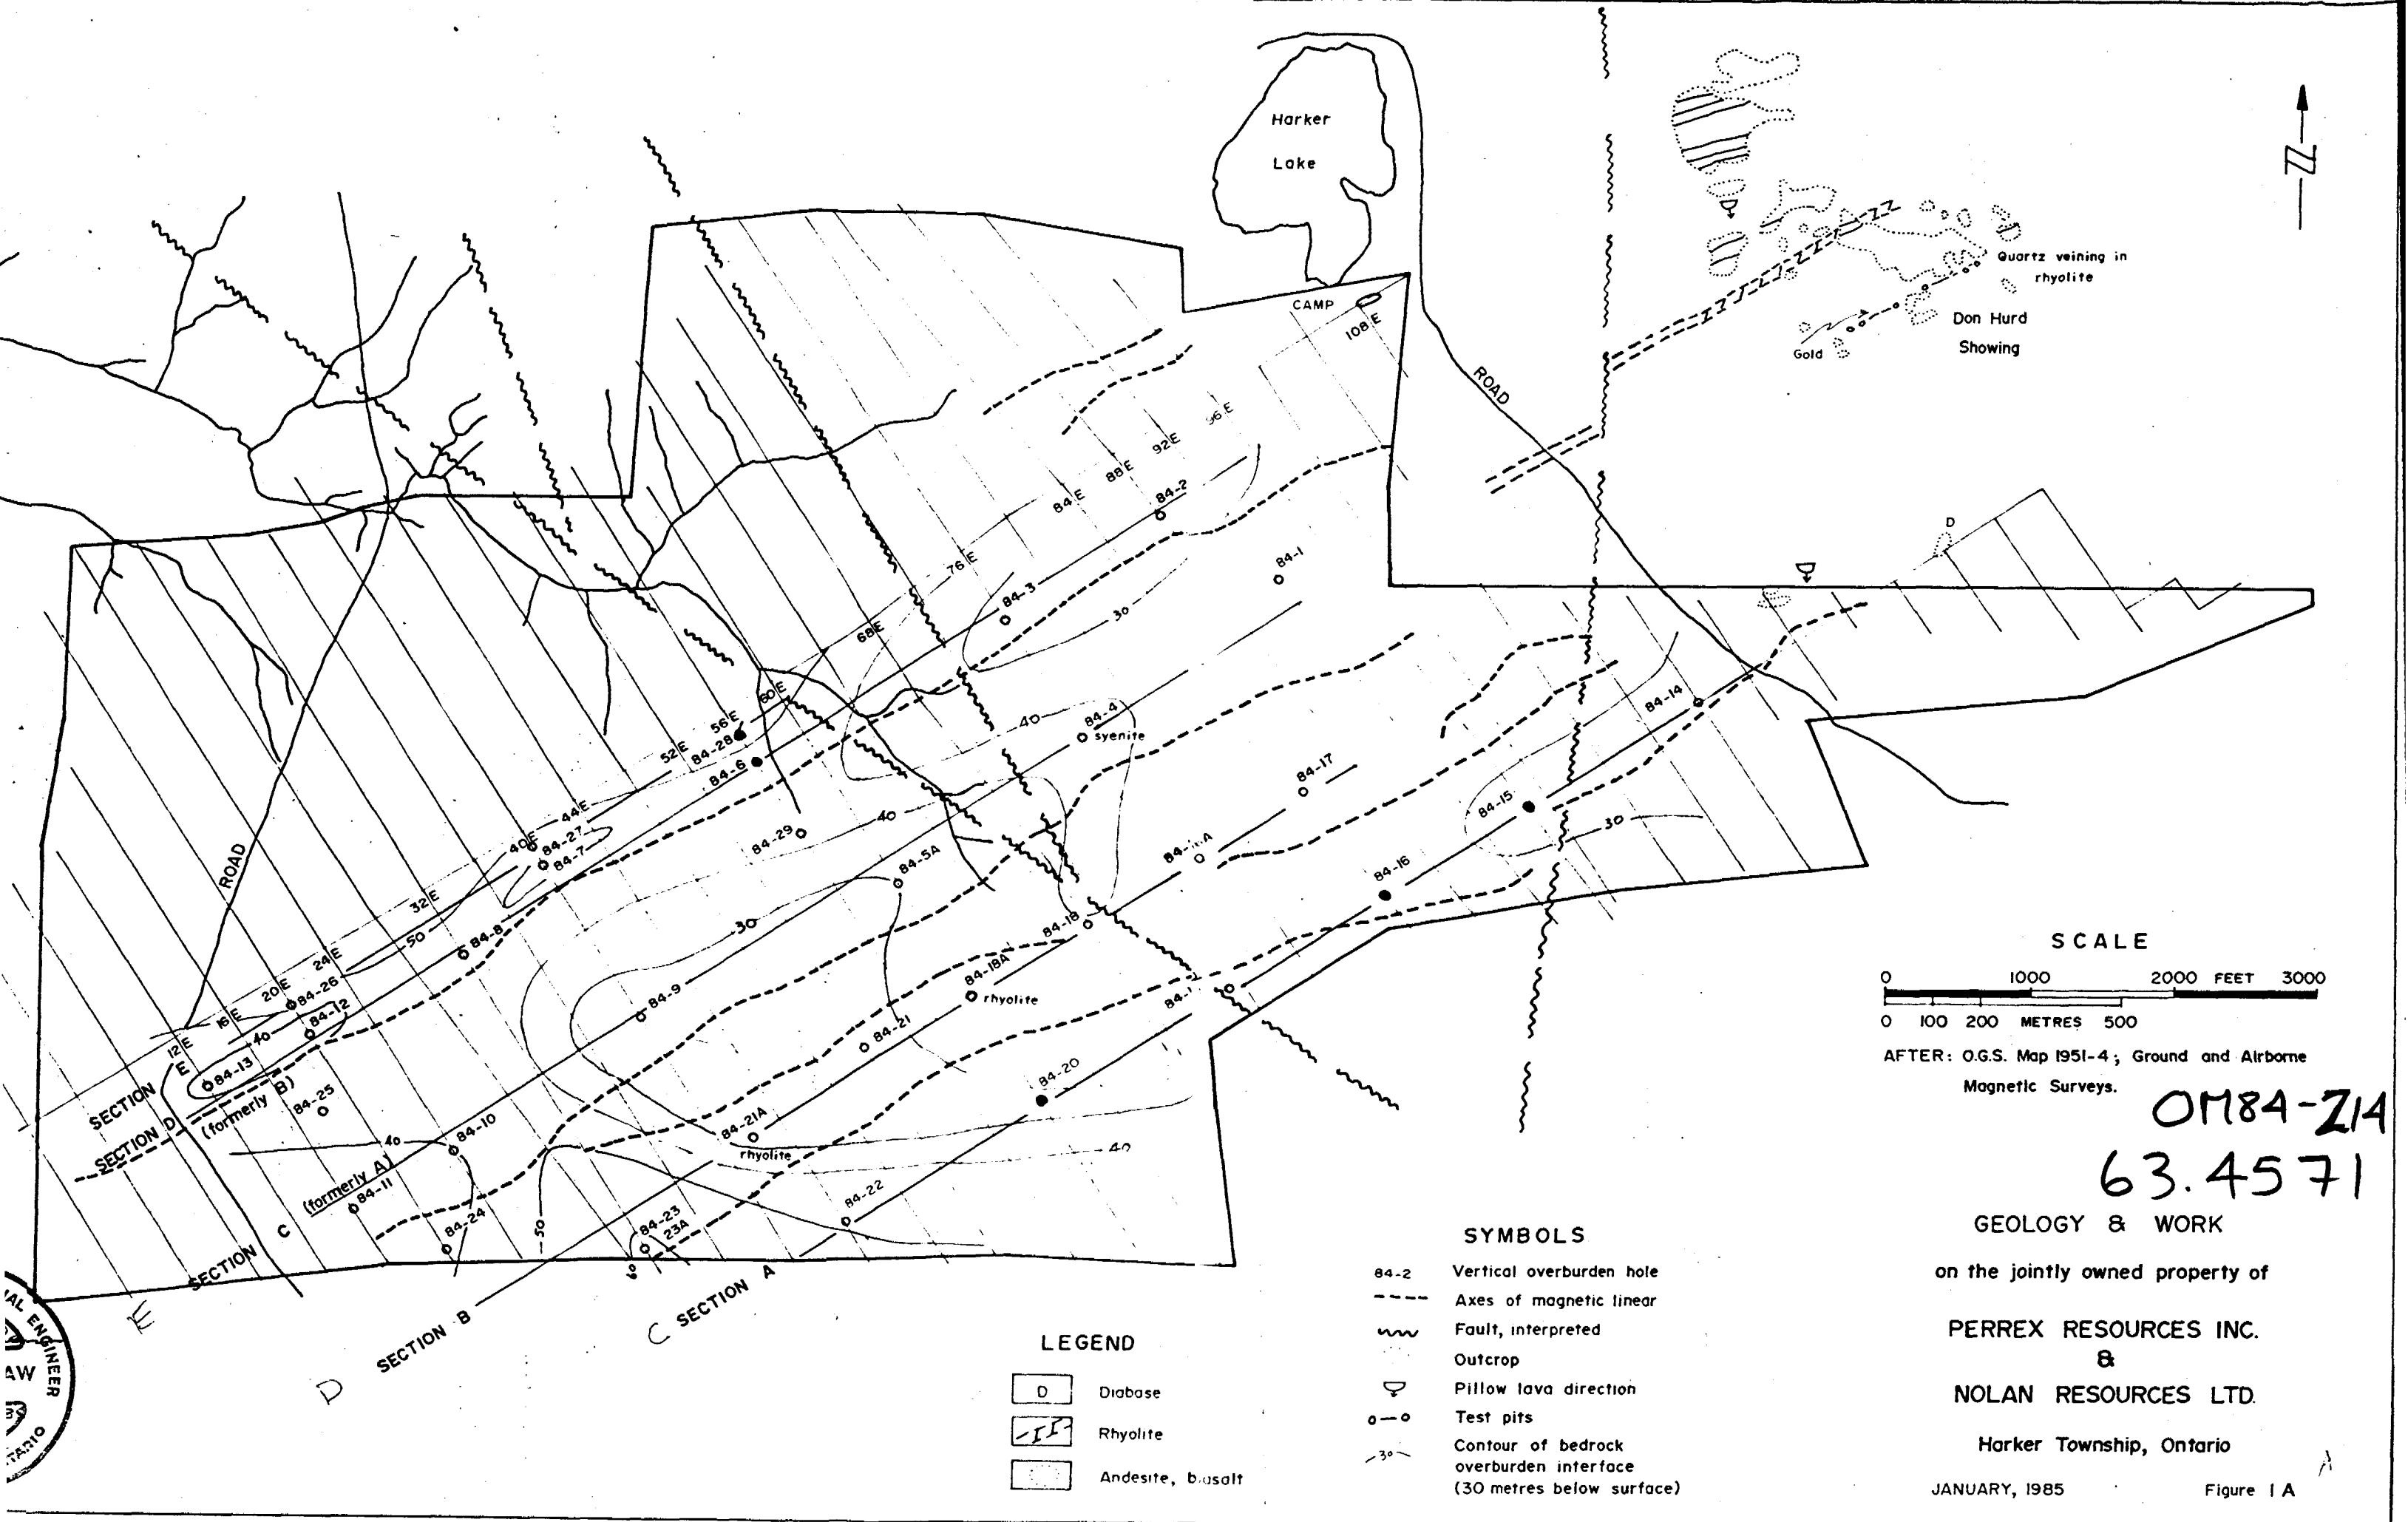 Harker
Lake
N
Quartz veining in
rhyolite
Don Hurd
Showing
Gold
CAMP
108 E
ROAD
96 E
92 E
88 E
84 E
84-2
76 E
84-3
84-1
30
D
68 E
60 E
56 E
52 E
84-28
84-6
40
84-4
syenite
84-14
84-17
84-15
30
44 E
40 E
84-27
84-7
84-29
40
84-5A
84-16
ROAD
32 E
50
84-8
30
84-18
24 E
20 E
84-26
84-12
16 E
84-9
84-18A
rhyolite
84-21
12 E
40
84-13
84-20
SECTION E
SECTION D
(formerly B)
84-25
40
84-10
84-21A
rhyolite
40
(formerly A)
84-11
84-24
50
84-23
23A
84-22
60
SECTION C
E
SECTION B
D
SECTION A
C
SCALE
0 1000 2000 FEET 3000
0 100 200 METRES 500
AFTER: O.G.S. Map 1951-4; Ground and Airborne
Magnetic Surveys.
OM84-214
63.4571
GEOLOGY & WORK
on the jointly owned property of
PERREX RESOURCES INC.
&
NOLAN RESOURCES LTD.
Harker Township, Ontario
JANUARY, 1985
Figure 1 A
A
SYMBOLS
84-2 Vertical overburden hole
Axes of magnetic linear
Fault, interpreted
Outcrop
Pillow lava direction
Test pits
30 Contour of bedrock
overburden interface
(30 metres below surface)
LEGEND
D Diabase
Rhyolite
Andesite, basalt
ENGINEER
AW
TARIO